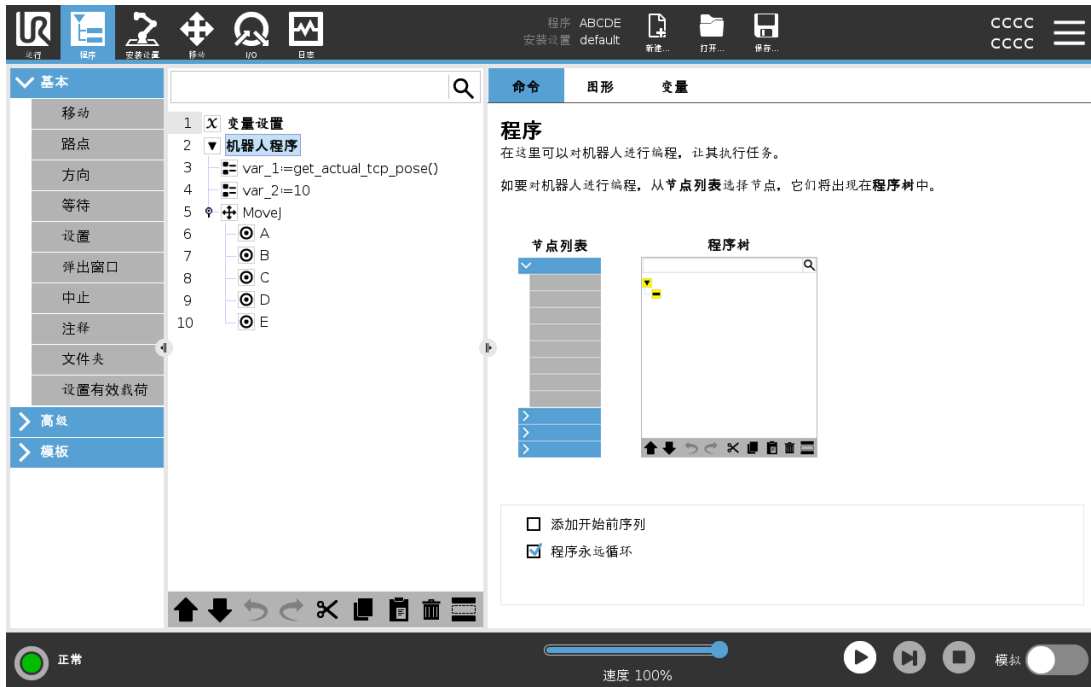 UR
运行
程序
安装设置
移动
I/O
日志
程序 ABCDE
安装设置 default
新建...
打开...
保存...
cccc
cccc
基本
移动
路点
方向
等待
设置
弹出窗口
中止
注释
文件夹
设置有效载荷
高级
模板
1 x 变量设置
2 机器人程序
3 var_1:=get_actual_tcp_pose()
4 var_2:=10
5 MoveJ
6 A
7 B
8 C
9 D
10 E
命令 图形 变量
程序
在这里可以对机器人进行编程，让其执行任务。
如要对机器人进行编程，从节点列表选择节点，它们将出现在程序树中。
节点列表
程序树
添加开始前序列
程序永远循环
正常
速度 100%
模拟